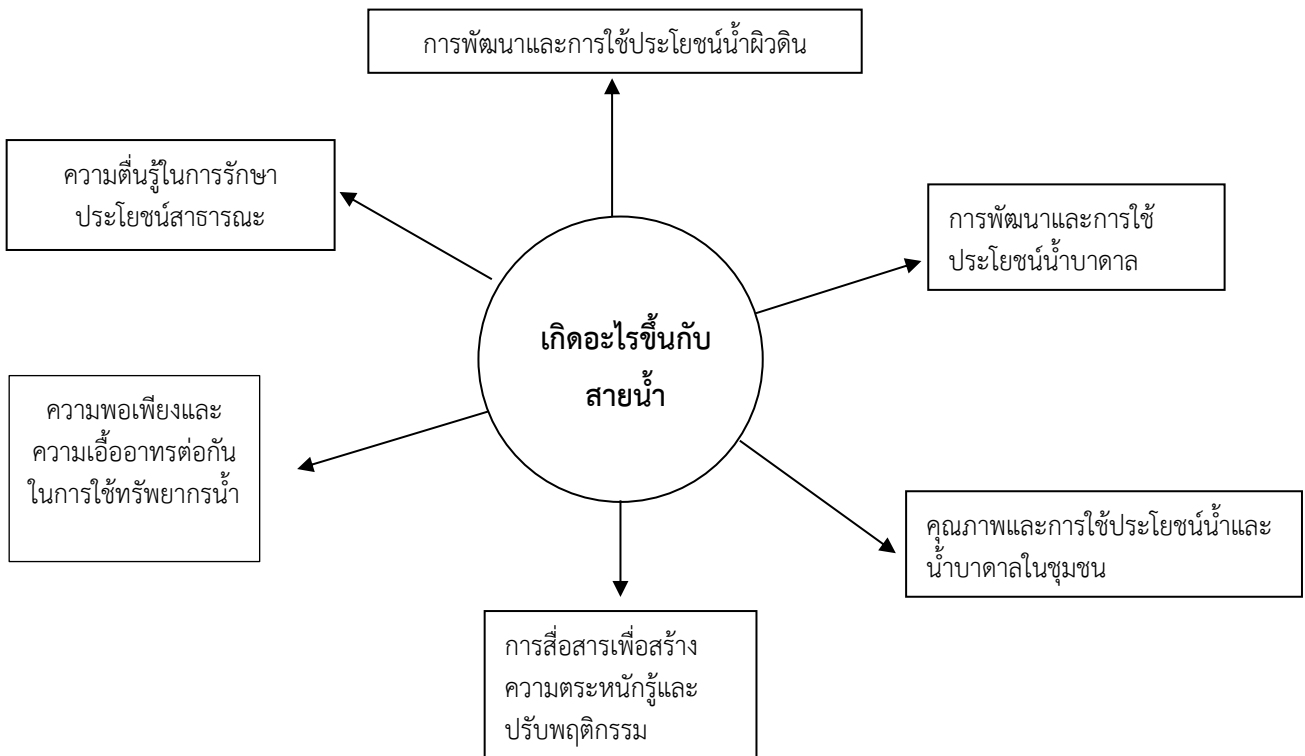 การพัฒนาและการใช้ประโยชน์น้ำผิวดิน
ความตื่นรู้ในการรักษา
ประโยชน์สาธารณะ
การพัฒนาและการใช้
ประโยชน์น้ำบาดาล
เกิดอะไรขึ้นกับ
สายน้ำ
ความพอเพียงและ
ความเอื้ออาทรต่อกัน
ในการใช้ทรัพยากรน้ำ
คุณภาพและการใช้ประโยชน์น้ำและ
น้ำบาดาลในชุมชน
การสื่อสารเพื่อสร้าง
ความตระหนักรู้และ
ปรับพฤติกรรม